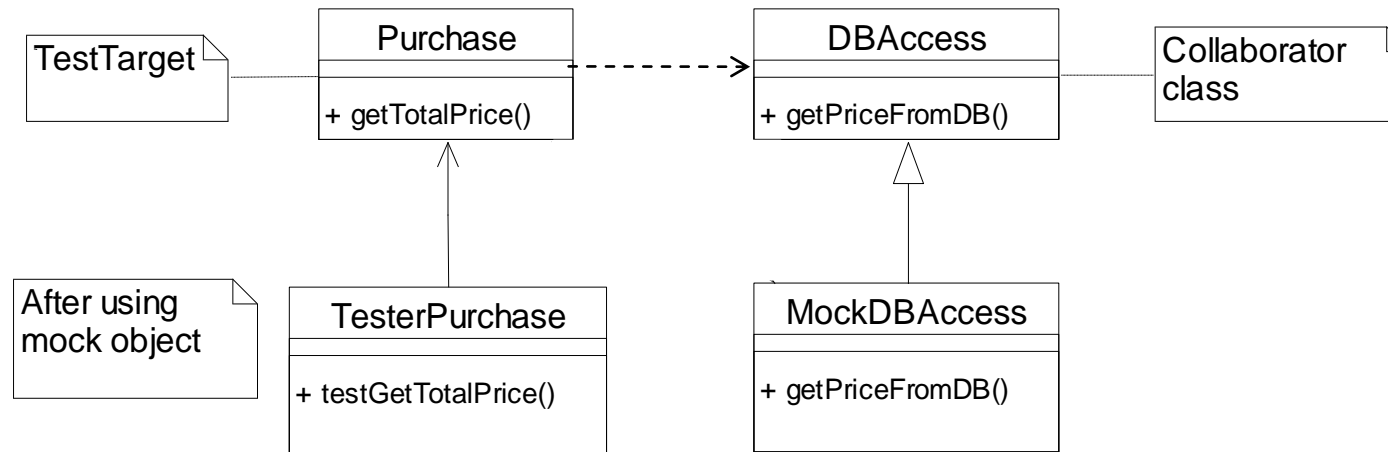 TestTarget
Purchase
+ getTotalPrice()
DBAccess
+ getPriceFromDB()
Collaborator
class
After using
mock object
TesterPurchase
+ testGetTotalPrice()
MockDBAccess
+ getPriceFromDB()